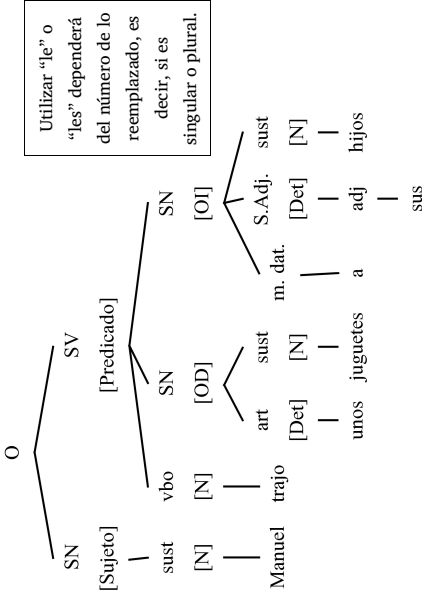 O
SN SV
[Sujeto] [Predicado]
sust vbo SN SN
[N] [N] [OD] [OI]
Manuel trajo art sust m. dat. S.Adj. sust
[Det] [N] [Det] [N]
unos juguetes a adj hijos
sus
Utilizar “le” o
“les” dependerá
del número de lo
reemplazado, es
decir, si es
singular o plural.